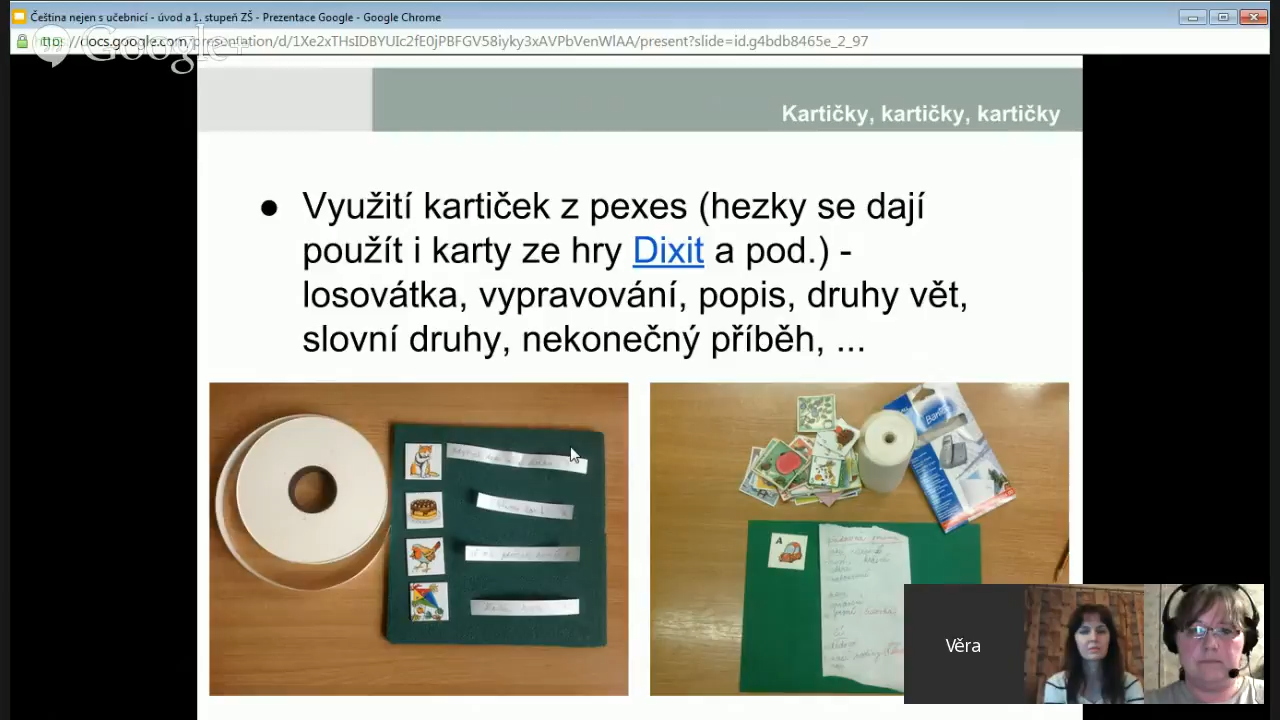 Čeština nejen s učebnicí - úvod a 1. stupeň ZŠ - Prezentace Google - Google Chrome
https://docs.google.com/presentation/d/1Xe2xTHsIDBYUIc2fE0jPBFGV58iyky3xAVPbVenWlAA/present?slide=id.g4bdb8465e_2_97
Google+
Kartičky, kartičky, kartičky
● Využití kartiček z pexes (hezky se dají
použít i karty ze hry Dixit a pod.) -
losovátka, vypravování, popis, druhy vět,
slovní druhy, nekonečný příběh, ...
A
Věra